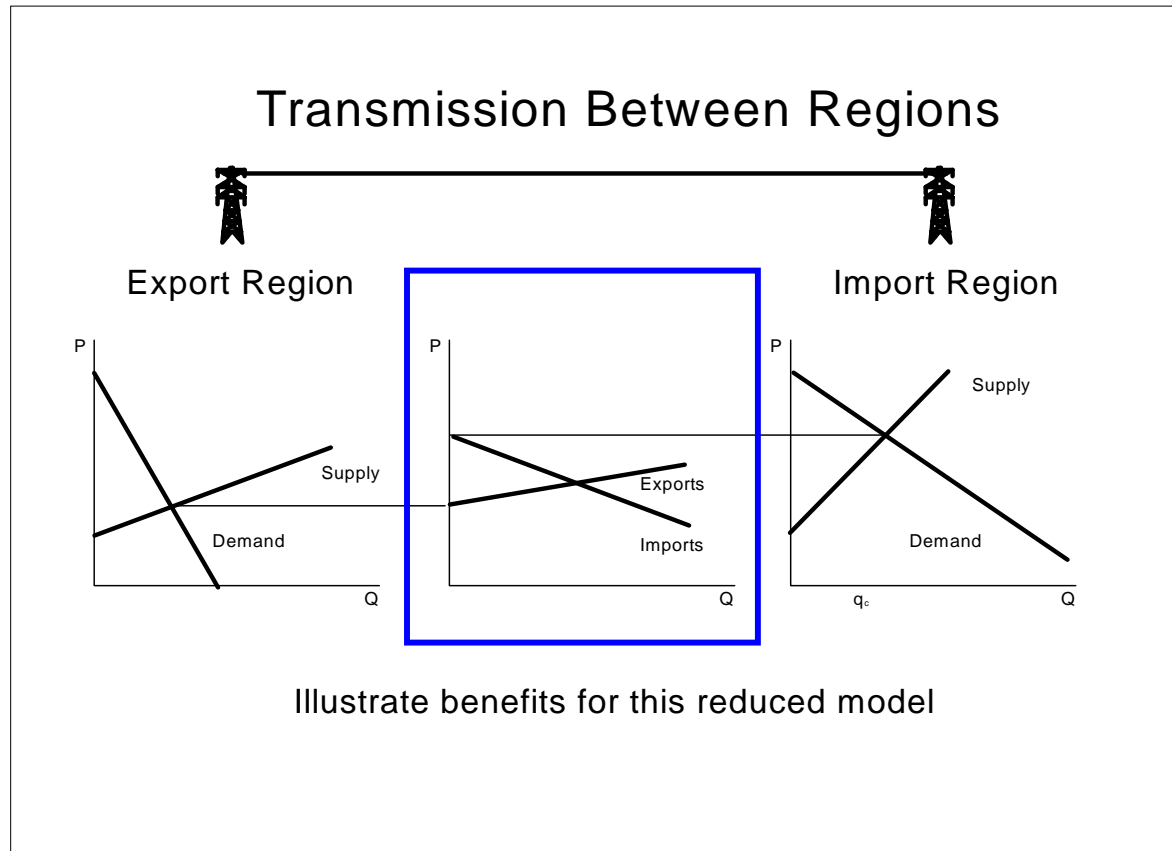 Transmission Between Regions
Export Region
Import Region
P
Supply
Demand
Q
P
Exports
Imports
Q
P
Supply
Demand
q c
Q
Illustrate benefits for this reduced model